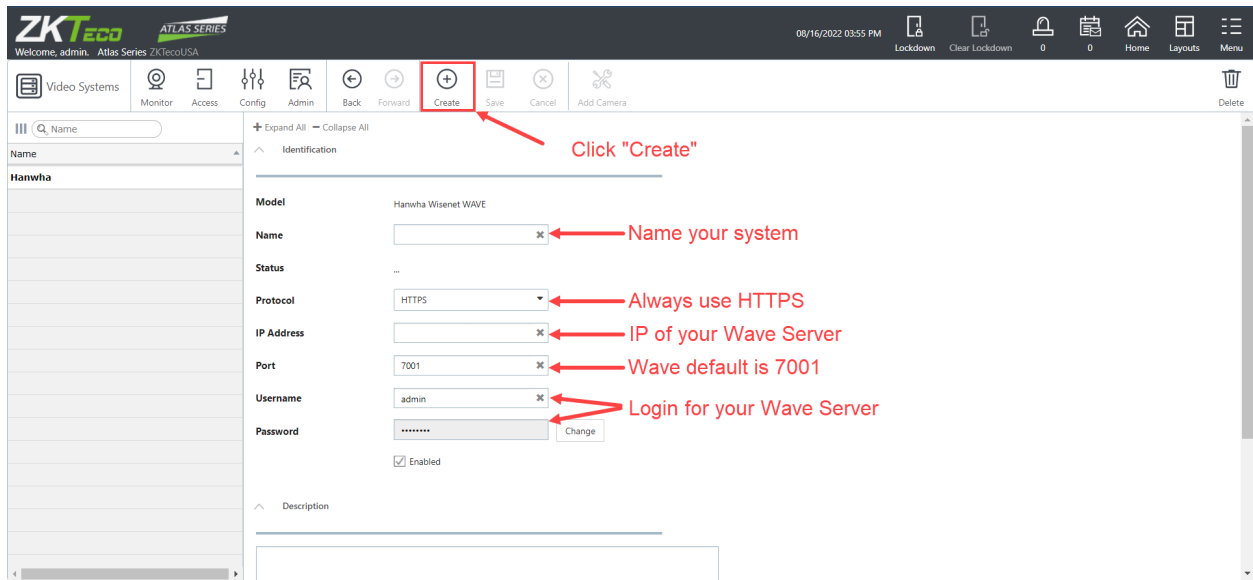 ZKTeco ATLAS SERIES
Welcome, admin. Atlas Series ZKTecoUSA
08/16/2022 03:55 PM
Lockdown
Clear Lockdown
0
0
Home
Layouts
Menu
Video Systems
Monitor
Access
Config
Admin
Back
Forward
Create
Save
Cancel
Add Camera
Delete
Name
Expand All
Collapse All
Click "Create"
Name
Identification
Hanwha
Model Hanwha Wisenet WAVE
Name
Name your system
Status ...
Protocol HTTPS
Always use HTTPS
IP Address
IP of your Wave Server
Port 7001
Wave default is 7001
Username admin
Login for your Wave Server
Password ········ Change
Enabled
Description